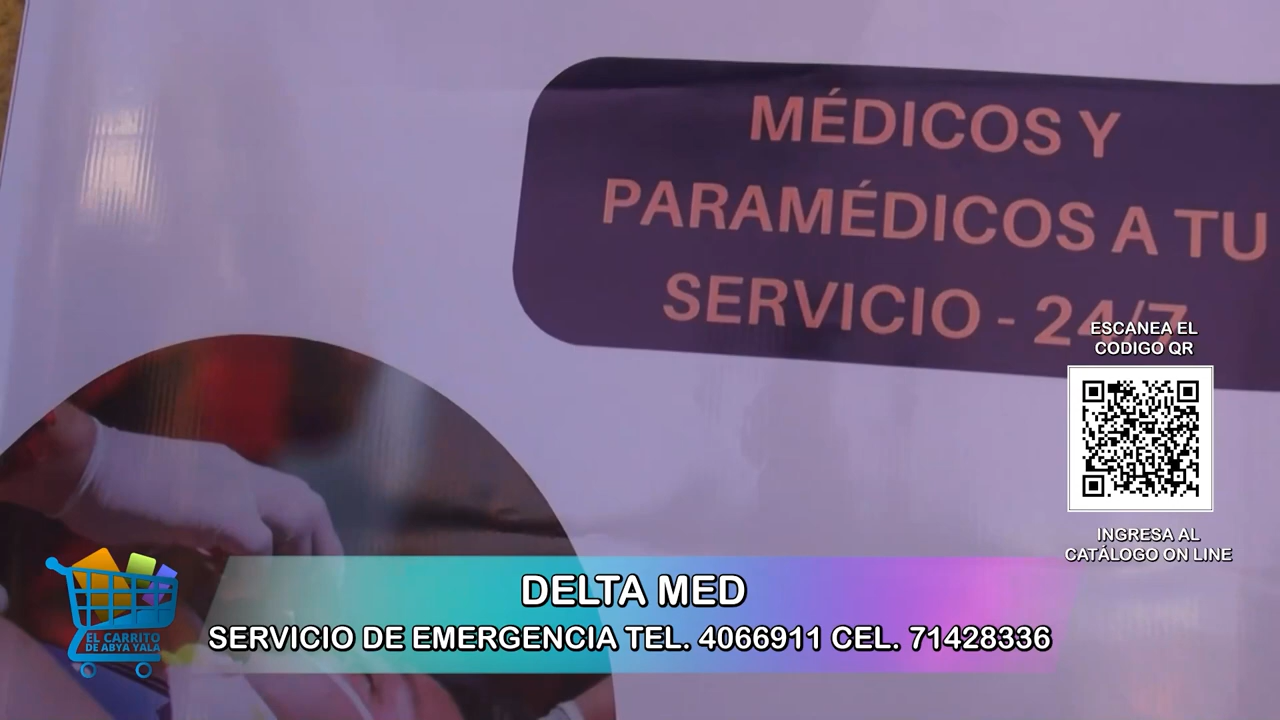 MÉDICOS Y
PARAMÉDICOS A TU
SERVICIO - 24/7
ESCANEA EL
CODIGO QR
INGRESA AL
CATÁLOGO ON LINE
DELTA MED
SERVICIO DE EMERGENCIA TEL. 4066911 CEL. 71428336
EL CARRITO
DE ABYA YALA